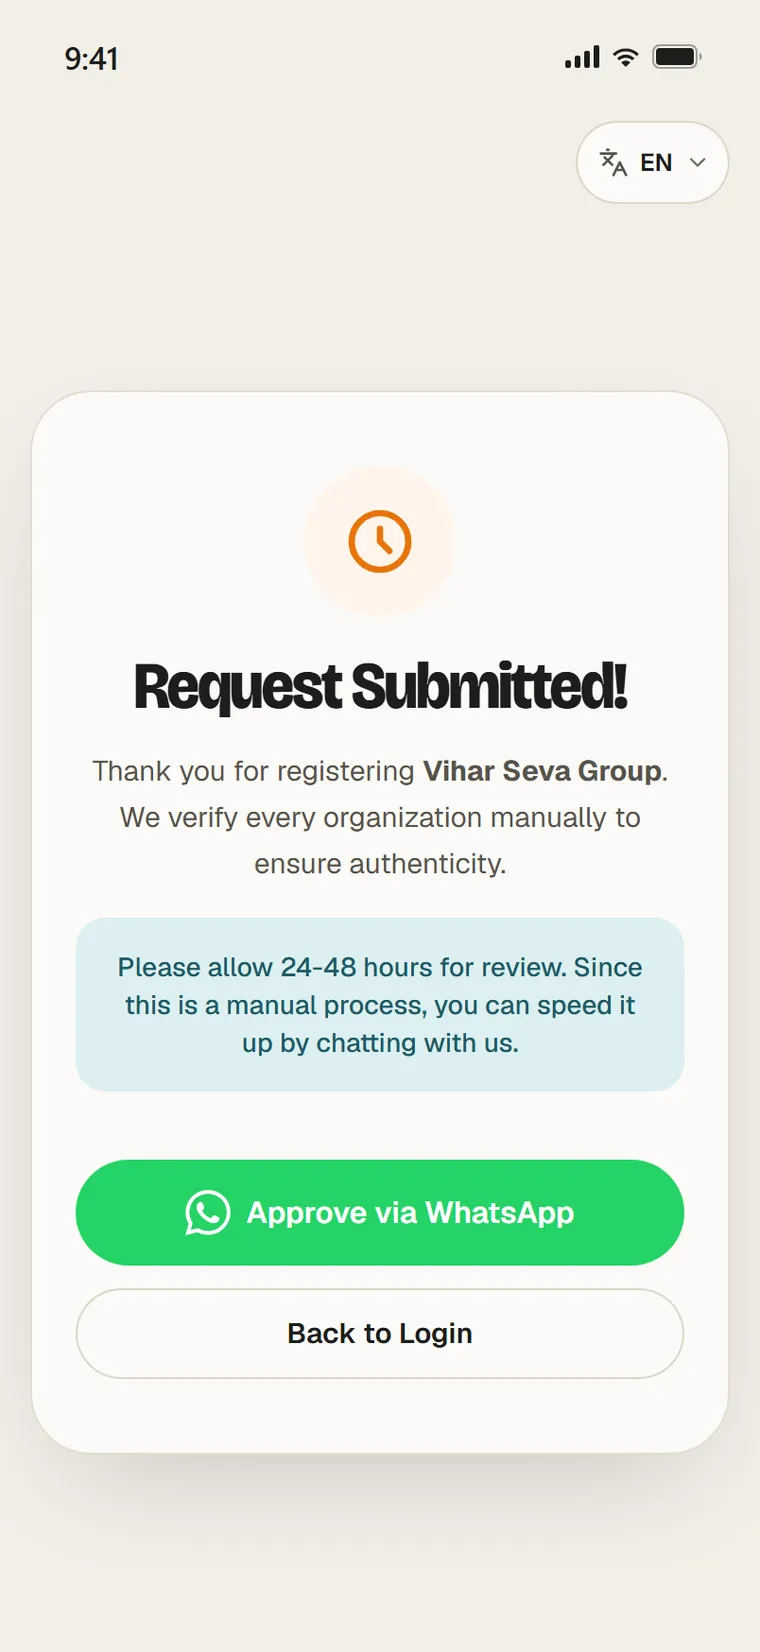 9:41
EN
Request Submitted!
Thank you for registering Vihar Seva Group.
We verify every organization manually to
ensure authenticity.
Please allow 24-48 hours for review. Since
this is a manual process, you can speed it
up by chatting with us.
Approve via WhatsApp
Back to Login